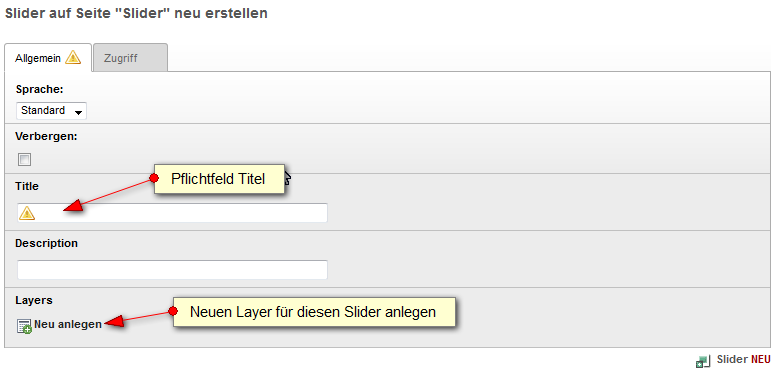 Slider auf Seite "Slider" neu erstellen
Allgemein
Zugriff
Sprache:
Standard
Verbergen:
Pflichtfeld Titel
Title
Description
Layers
Neu anlegen
Neuen Layer für diesen Slider anlegen
Slider NEU